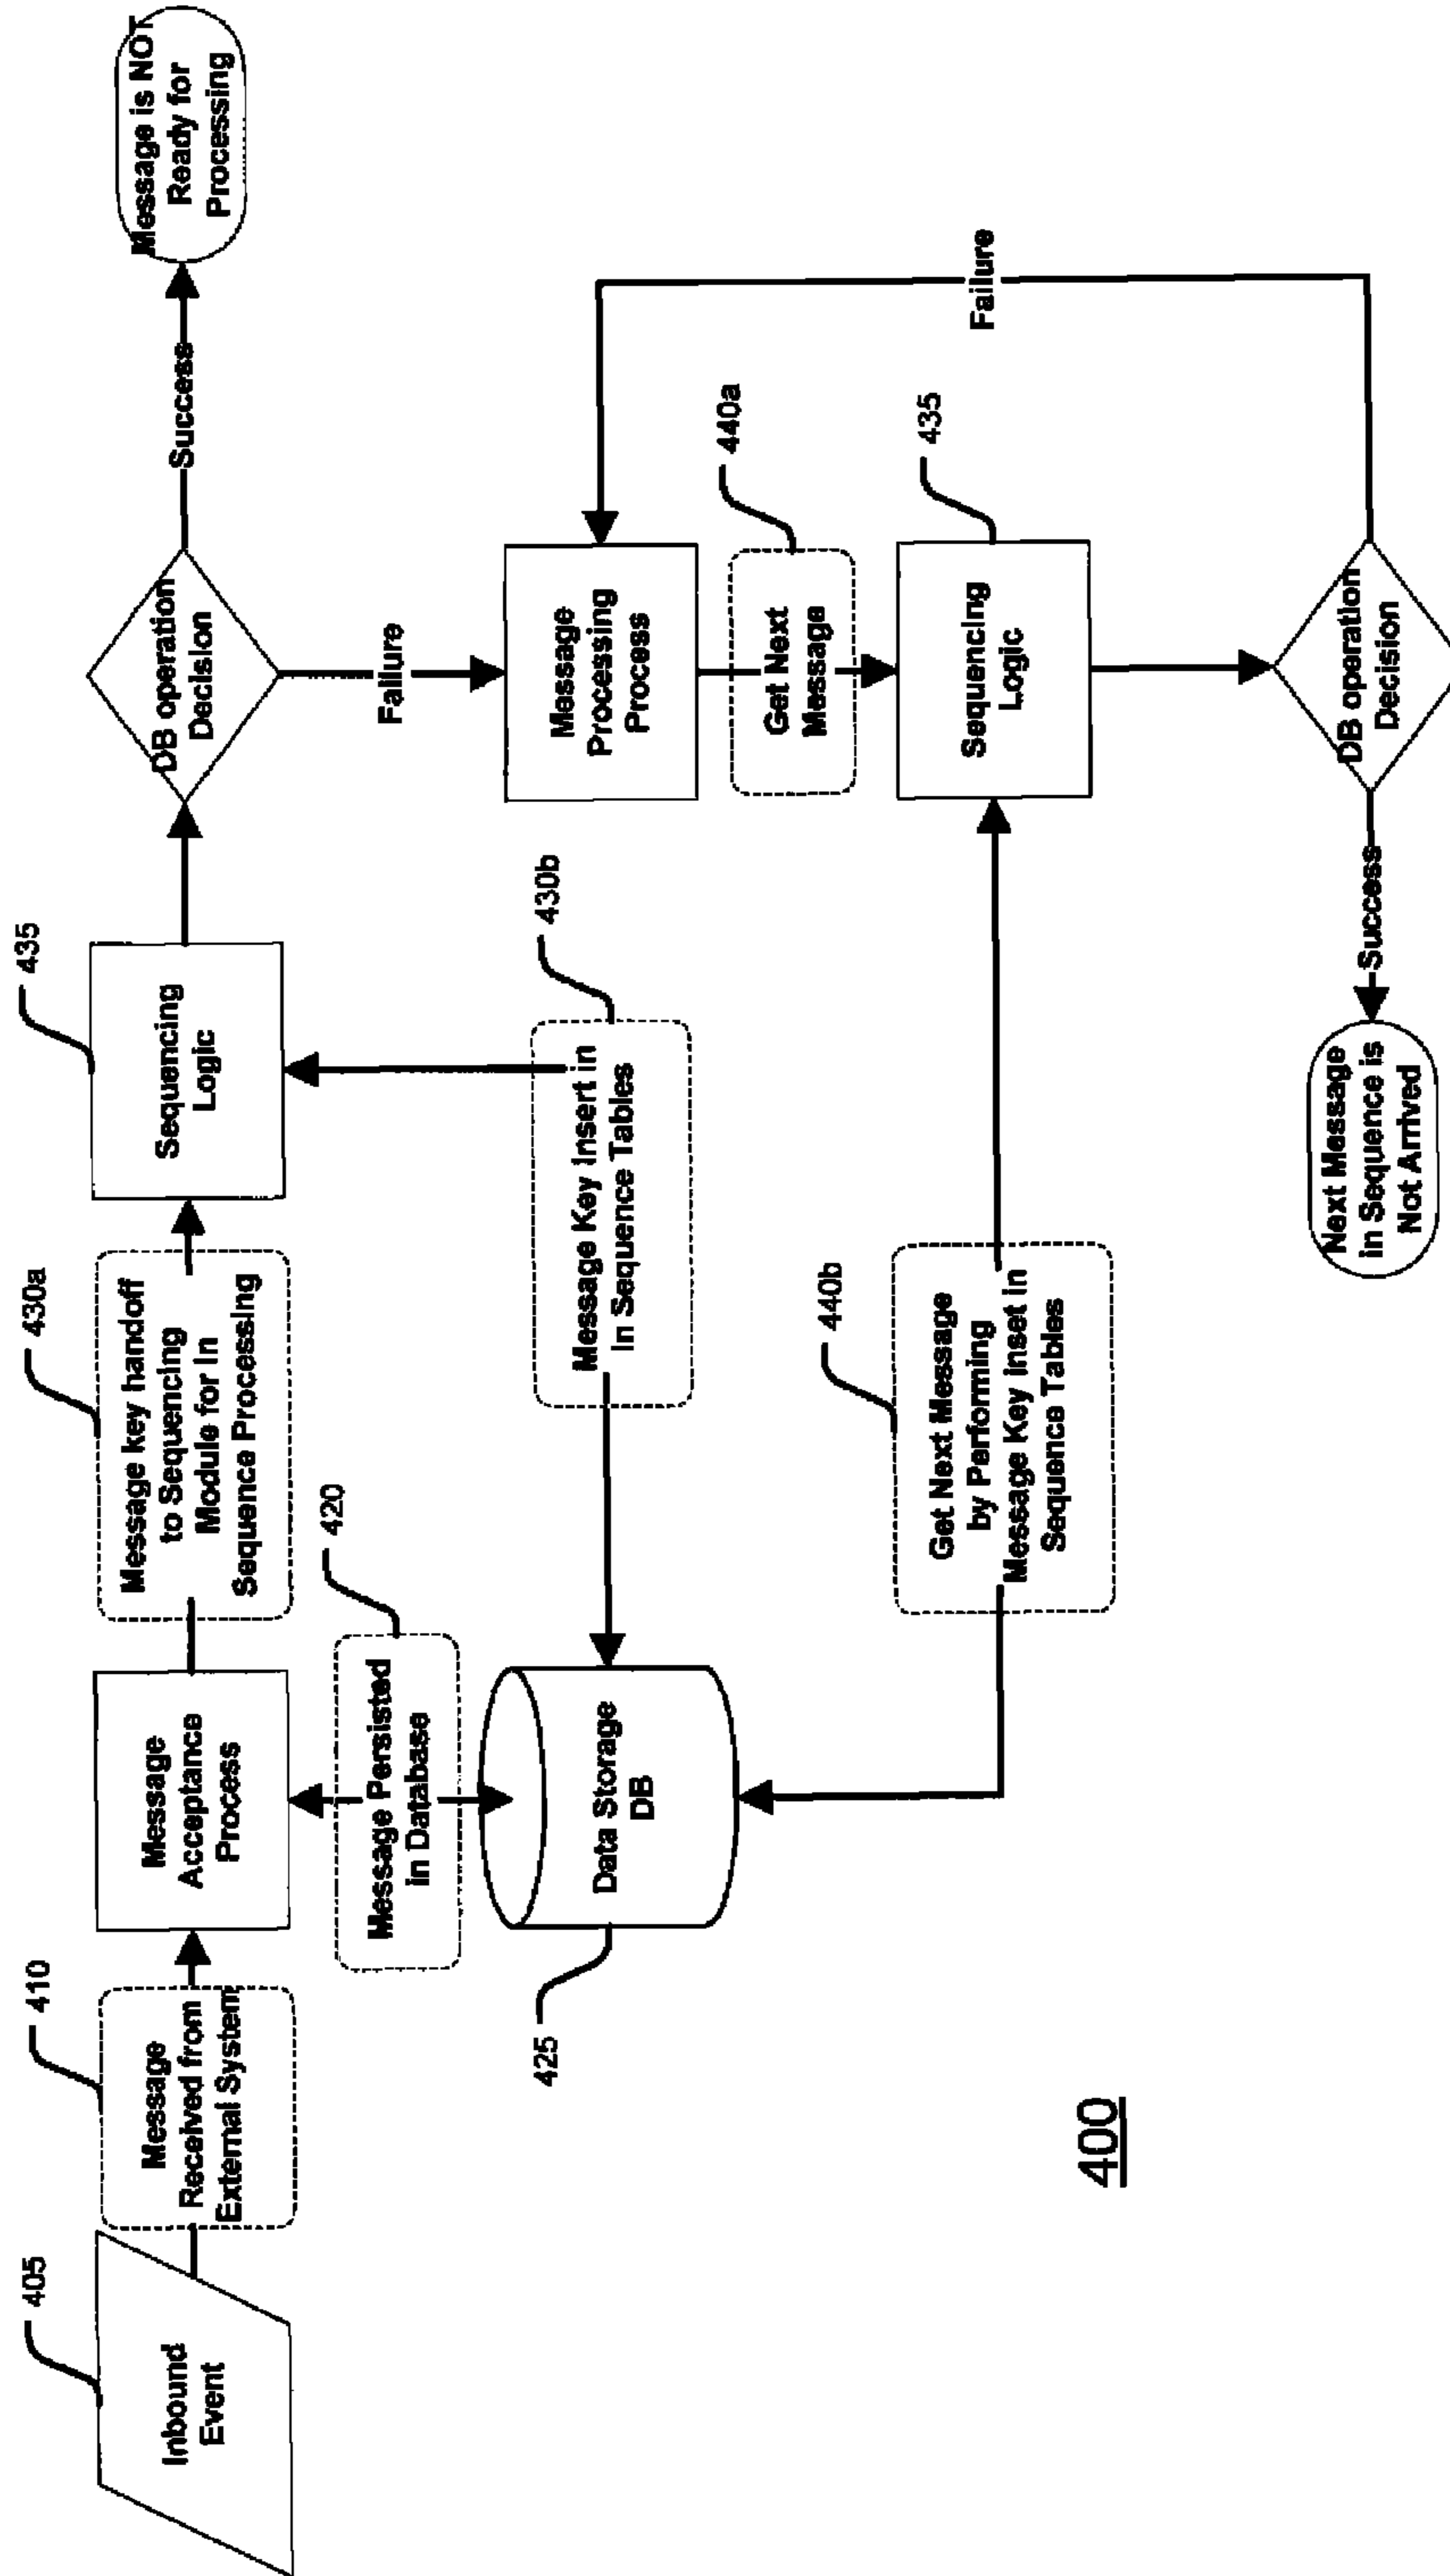 405
Inbound
Event
410
Message
Received from
External System
Message
Acceptance
Process
430a
Message key handoff
to Sequencing
Module for in
Sequence Processing
435
Sequencing
Logic
DB operation
Decision
Success
Message is NOT
Ready for
Processing
420
Message Persisted
in Database
425
Data Storage
DB
430b
Message Key Insert in
in Sequence Tables
Failure
Message
Processing
Process
440a
Get Next
Message
435
Sequencing
Logic
440b
Get Next Message
by Performing
Message Key inset in
Sequence Tables
Failure
DB operation
Decision
Success
Next Message
in Sequence is
Not Arrived
400